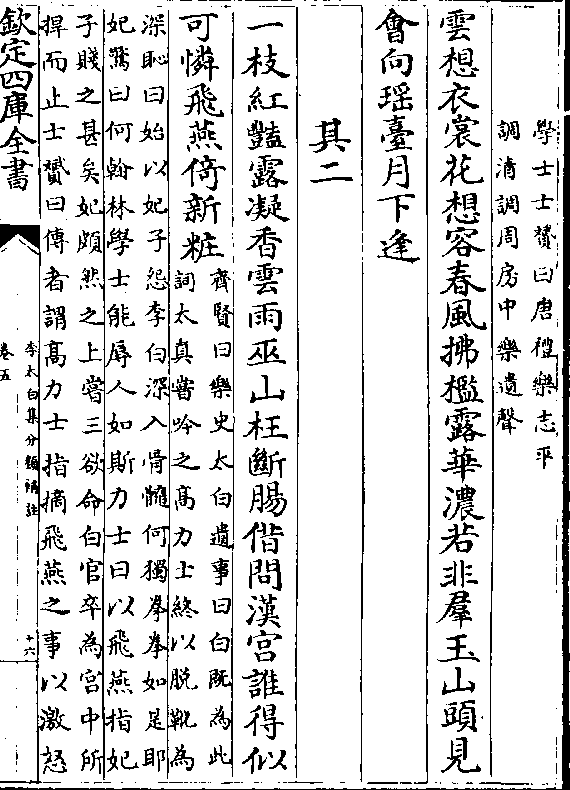 學士士贇曰唐禮樂志平
調清調周房中樂遺聲
雲想衣裳花想容春風拂檻露華濃若非羣玉山頭見
會向瑶臺月下逢
其二
一枝紅豔露凝香雲雨巫山枉斷腸借問漢宫誰得似
可憐飛燕倚新粧
齊賢曰樂史太白遺事曰白既為此
詞太真嘗吟之髙力士終以脱靴為
深恥曰始以妃子怨李白深入骨髓何獨拳拳如是耶
妃驚曰何翰林學士能辱人如斯力士曰以飛燕指妃
子賤之甚矣妃頗然之上嘗三欲命白官卒為宫中所
捍而止士贇曰傳者謂髙力士指摘飛燕之事以激怒
欽定四庫全書
李太白集分類補註
卷五
十六